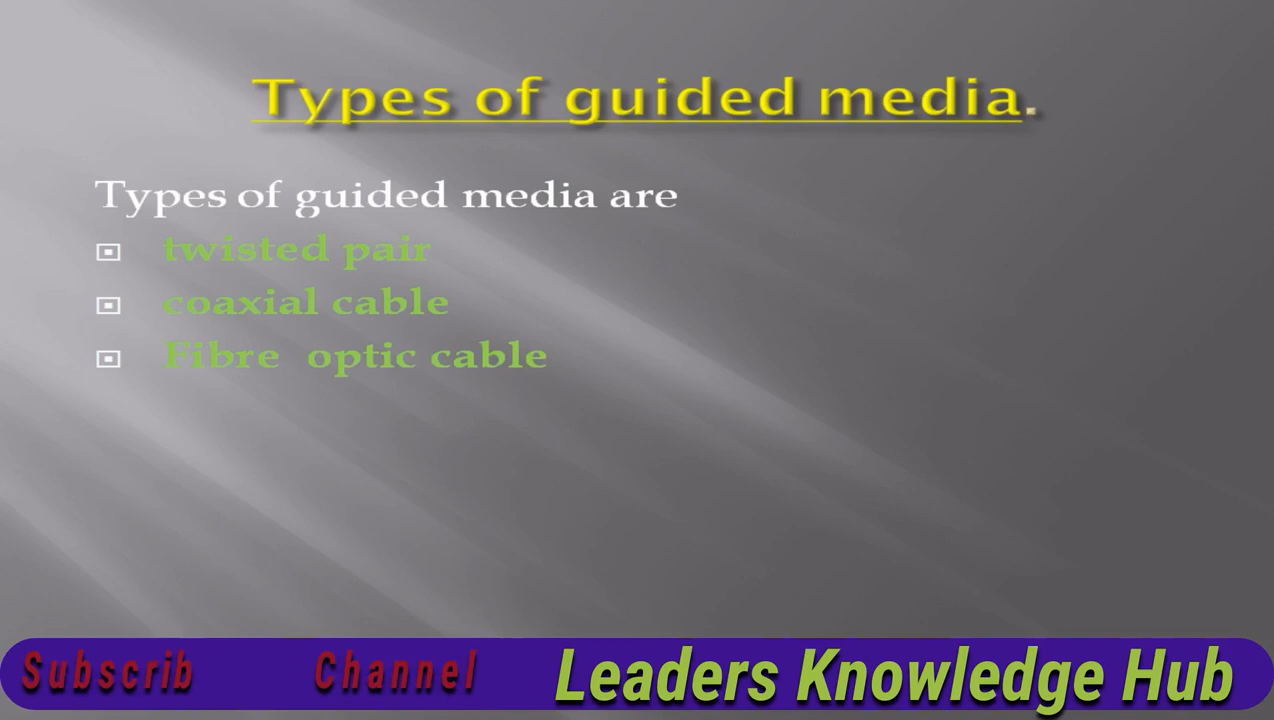 Types of guided media.
Types of guided media are
twisted pair
coaxial cable
Fibre optic cable
Subscrib Channel Leaders Knowledge Hub